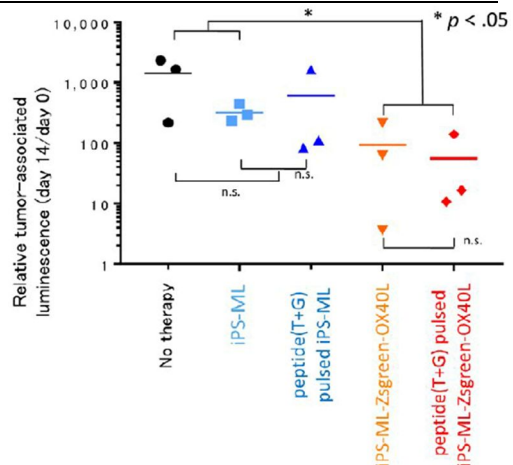 Relative tumor-associated
luminescence (day 14/day 0)
10,000
1,000
100
10
1
*
* p < .05
n.s.
n.s.
n.s.
No therapy
iPS-ML
peptide(T+G)
pulsed iPS-ML
iPS-ML-Zsgreen-OX40L
peptide(T+G) pulsed
iPS-ML-Zsgreen-OX40L